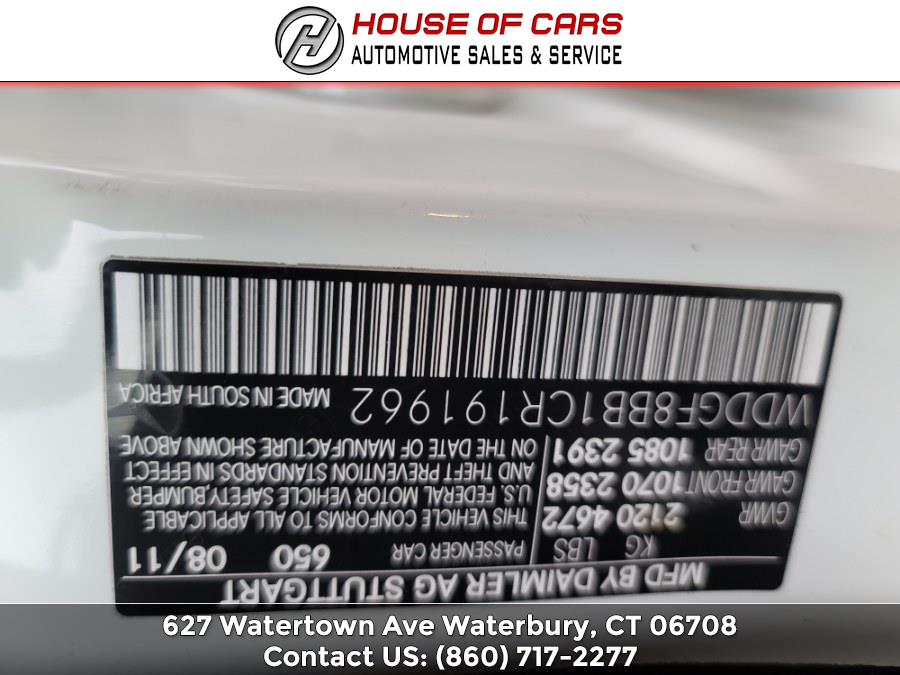 HOUSE OF CARS
AUTOMOTIVE SALES & SERVICE
MFD BY DAIMLER AG STUTTGART
PASSENGER CAR 650 08/11
KG LBS
GVWR 2120 4672
GAWR FRONT 1070 2358
GAWR REAR 1085 2391
THIS VEHICLE CONFORMS TO ALL APPLICABLE
U.S. FEDERAL MOTOR VEHICLE SAFETY,BUMPER,
AND THEFT PREVENTION STANDARDS IN EFFECT
ON THE DATE OF MANUFACTURE SHOWN ABOVE
WDDGF8BB1CR191962 MADE IN SOUTH AFRICA
627 Watertown Ave Waterbury, CT 06708
Contact US: (860) 717-2277